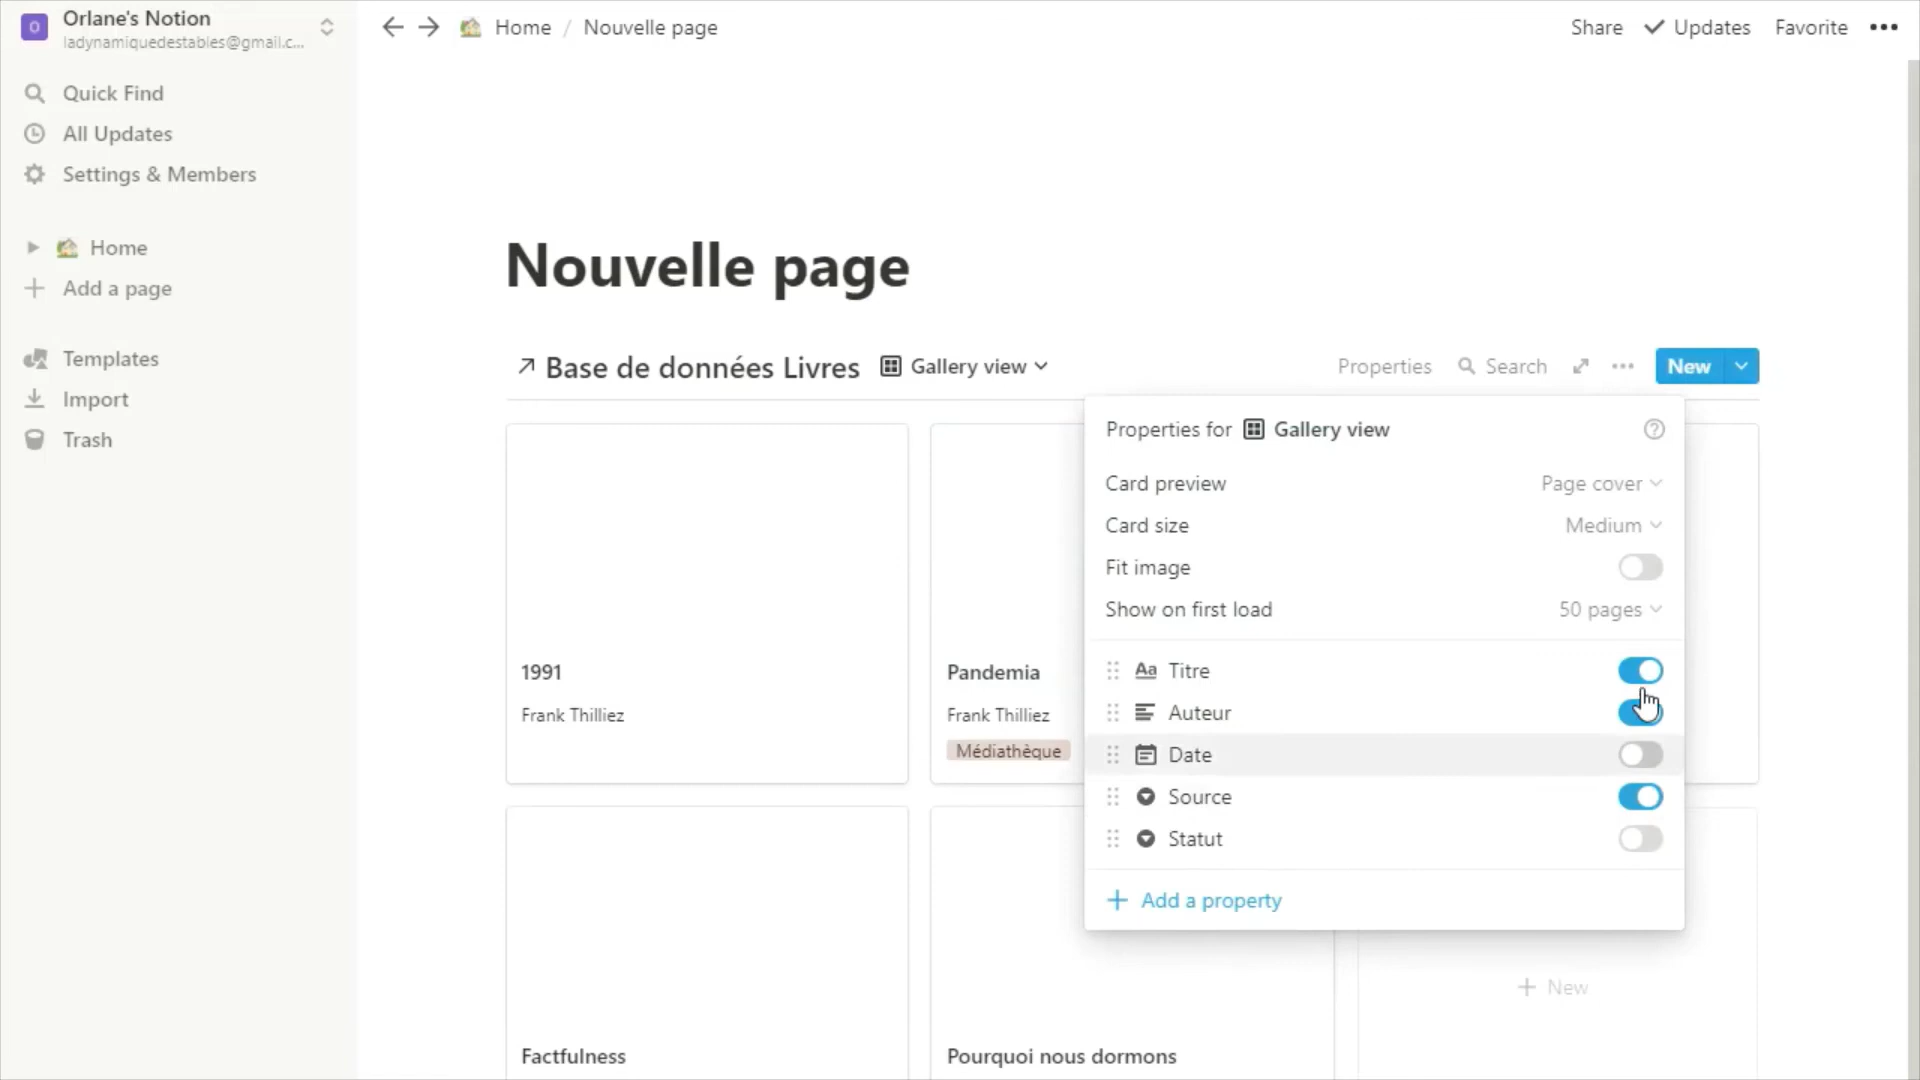 O
Orlane's Notion
ladynamiquedestables@gmail.c...
Quick Find
All Updates
Settings & Members
Home
Add a page
Templates
Import
Trash
Home / Nouvelle page
Share
Updates
Favorite
Nouvelle page
Base de données Livres
Gallery view
Properties
Search
New
1991
Frank Thilliez
Pandemia
Frank Thilliez
Médiathèque
Factfulness
Pourquoi nous dormons
+ New
Properties for Gallery view
Card preview
Page cover
Card size
Medium
Fit image
Show on first load
50 pages
Aa Titre
Auteur
Date
Source
Statut
+ Add a property